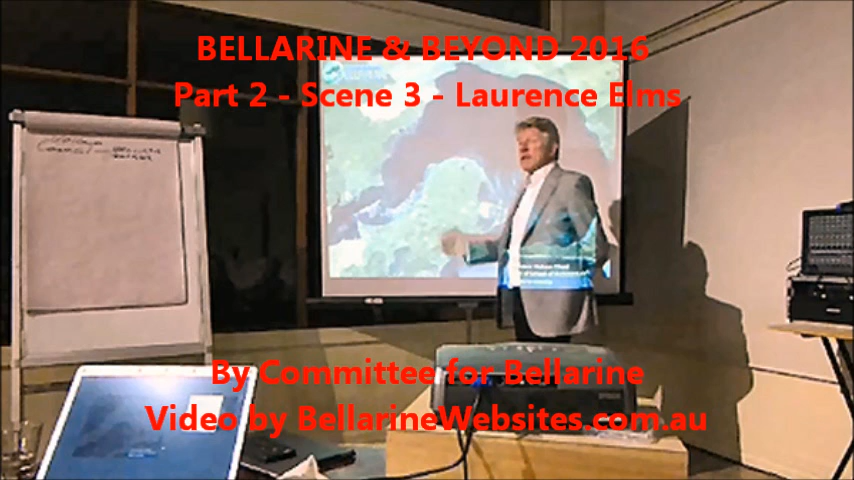 BELLARINE & BEYOND 2016
Part 2 - Scene 3 - Laurence Elms
By Committee for Bellarine
Video by BellarineWebsites.com.au